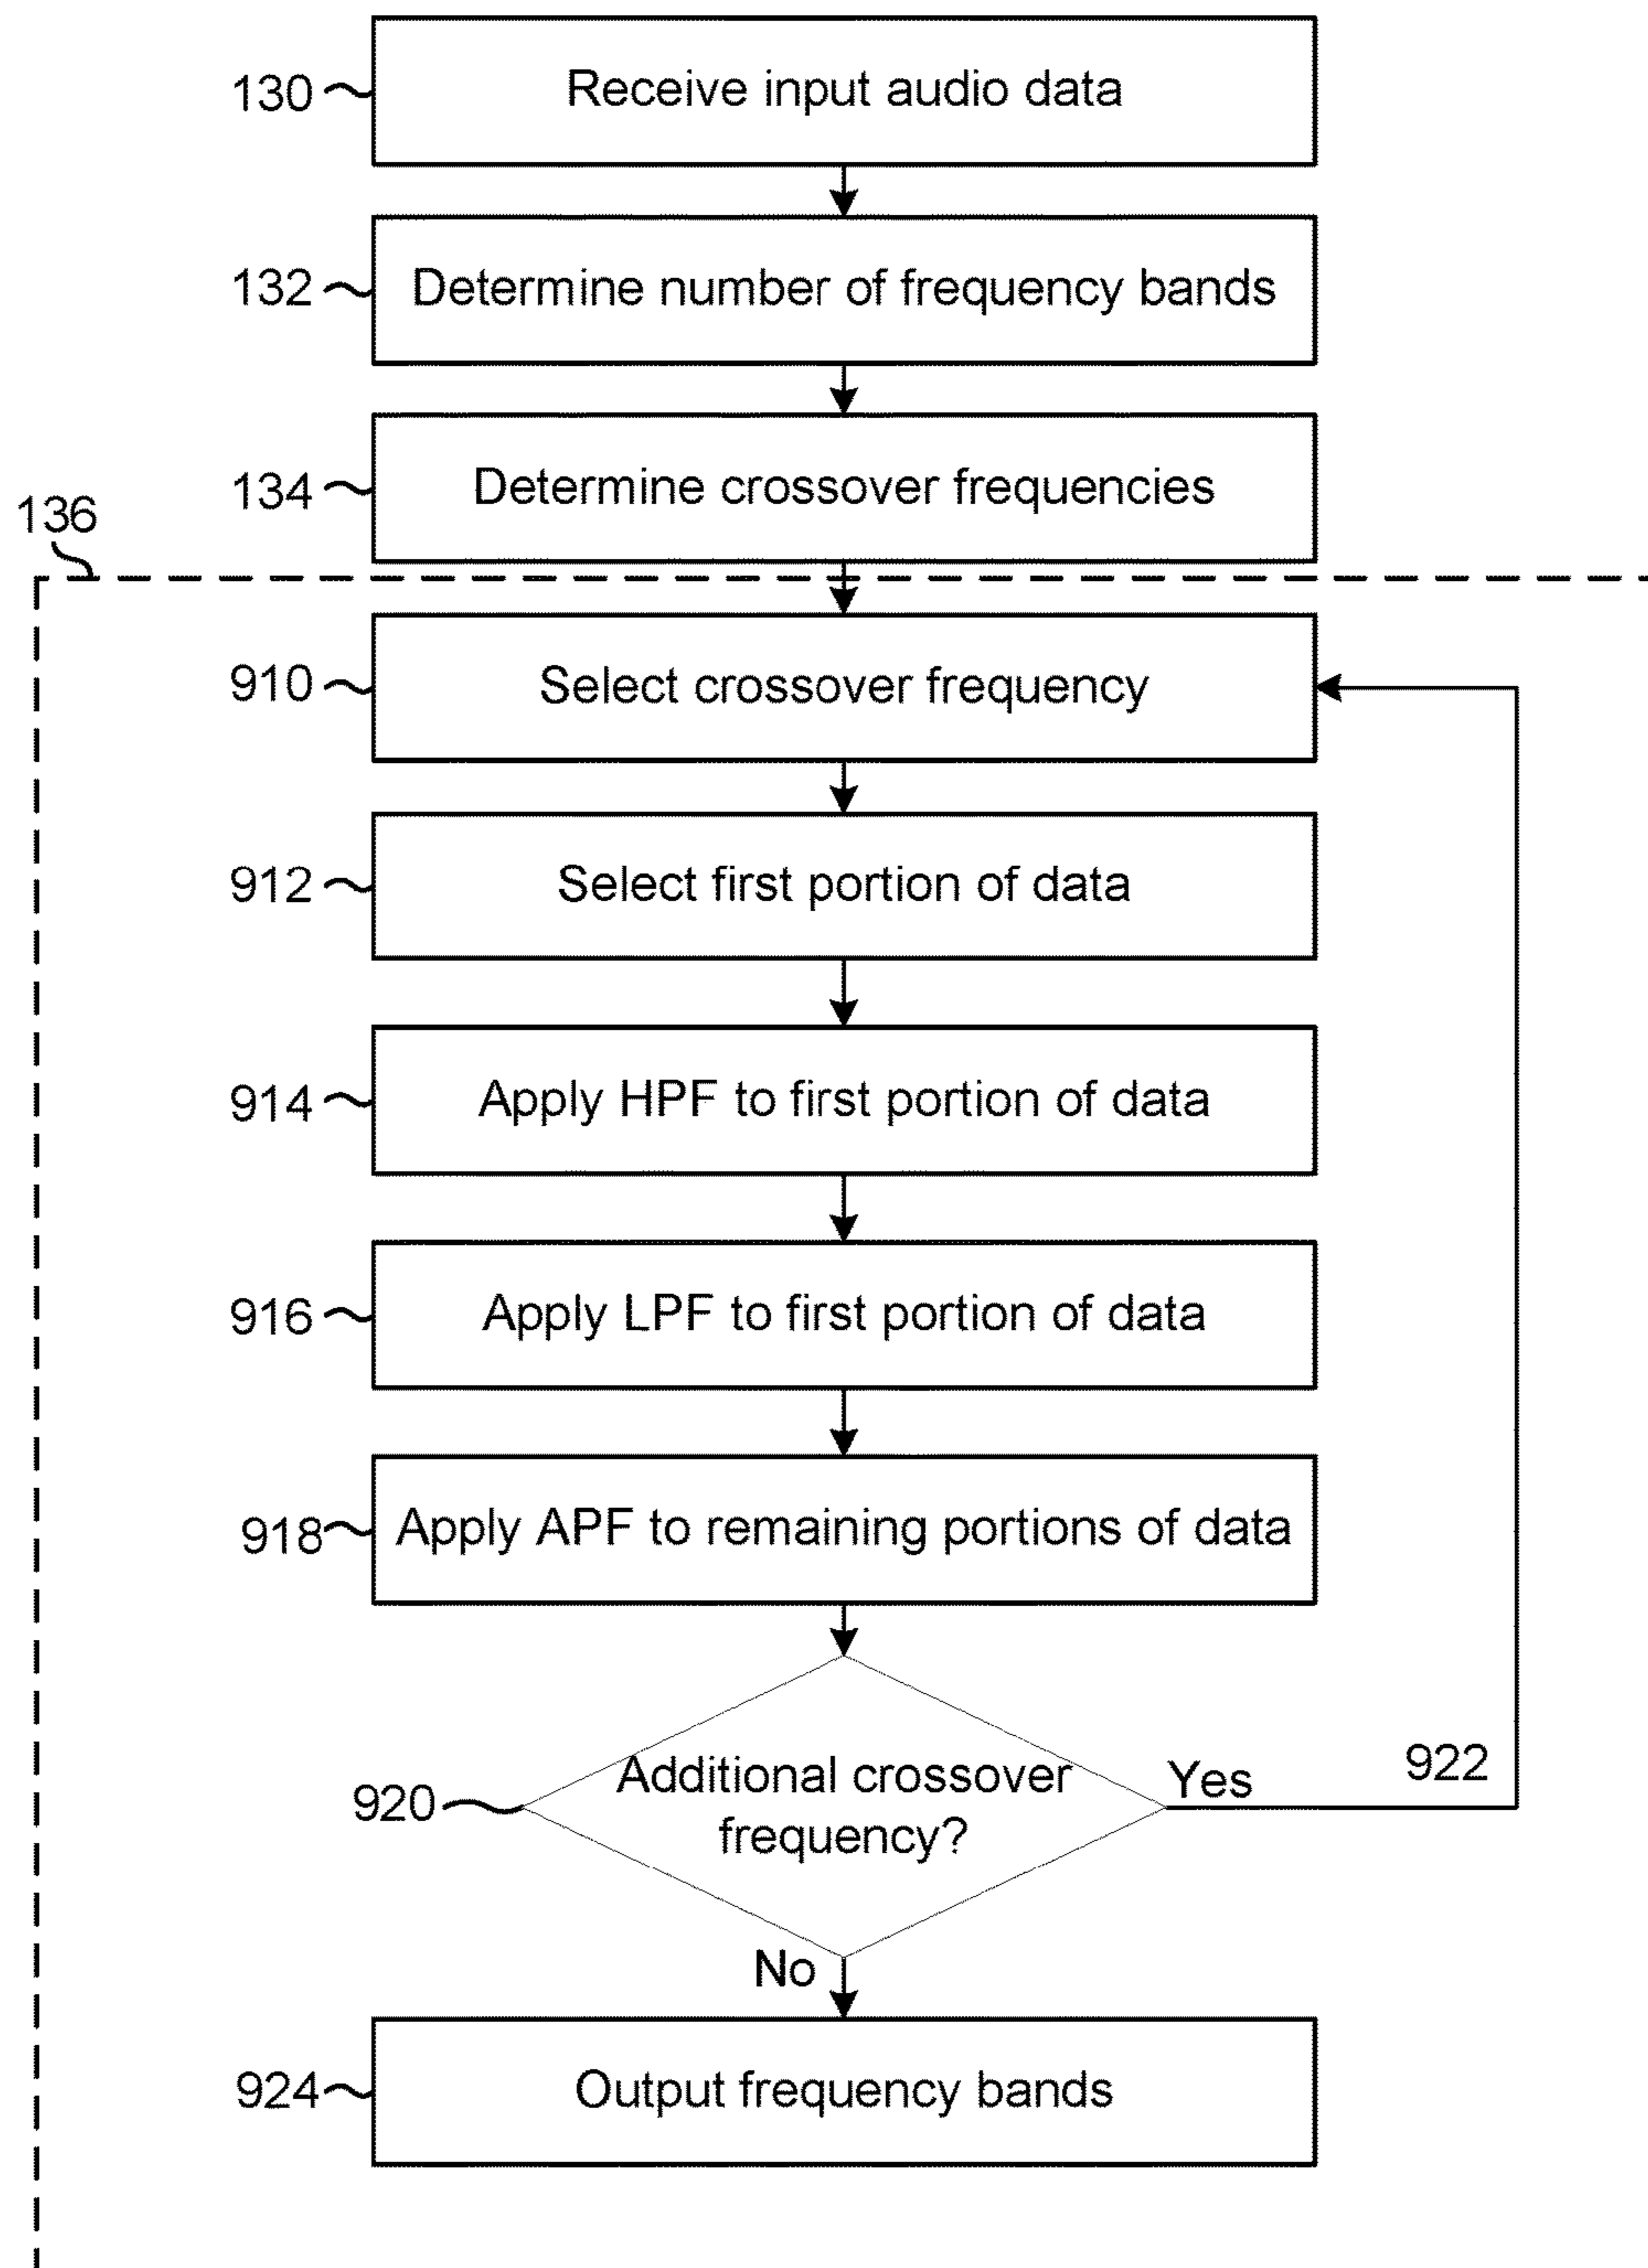 130 Receive input audio data
132 Determine number of frequency bands
134 Determine crossover frequencies
136
910 Select crossover frequency
912 Select first portion of data
914 Apply HPF to first portion of data
916 Apply LPF to first portion of data
918 Apply APF to remaining portions of data
920 Additional crossover
frequency?
Yes 922
No
924 Output frequency bands